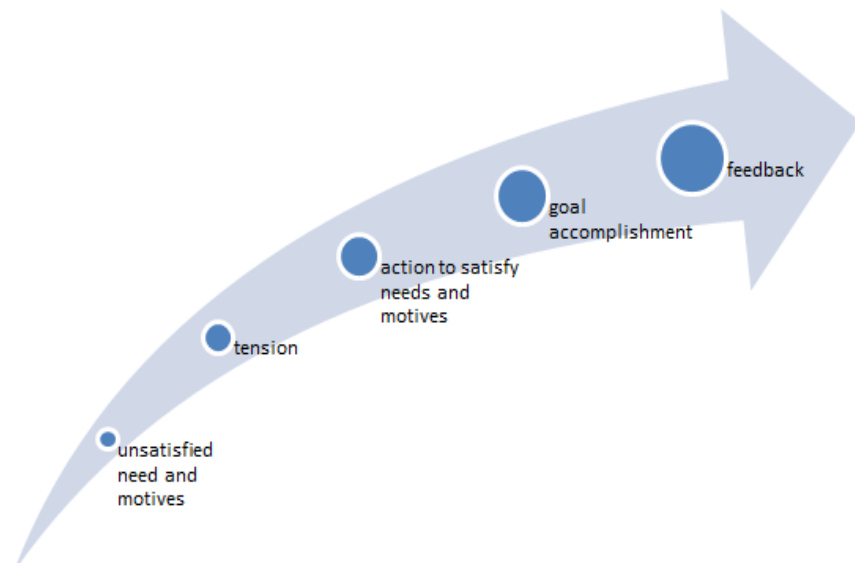 feedback
goal
accomplishment
action to satisfy
needs and
motives
tension
unsatisfied
need and
motives